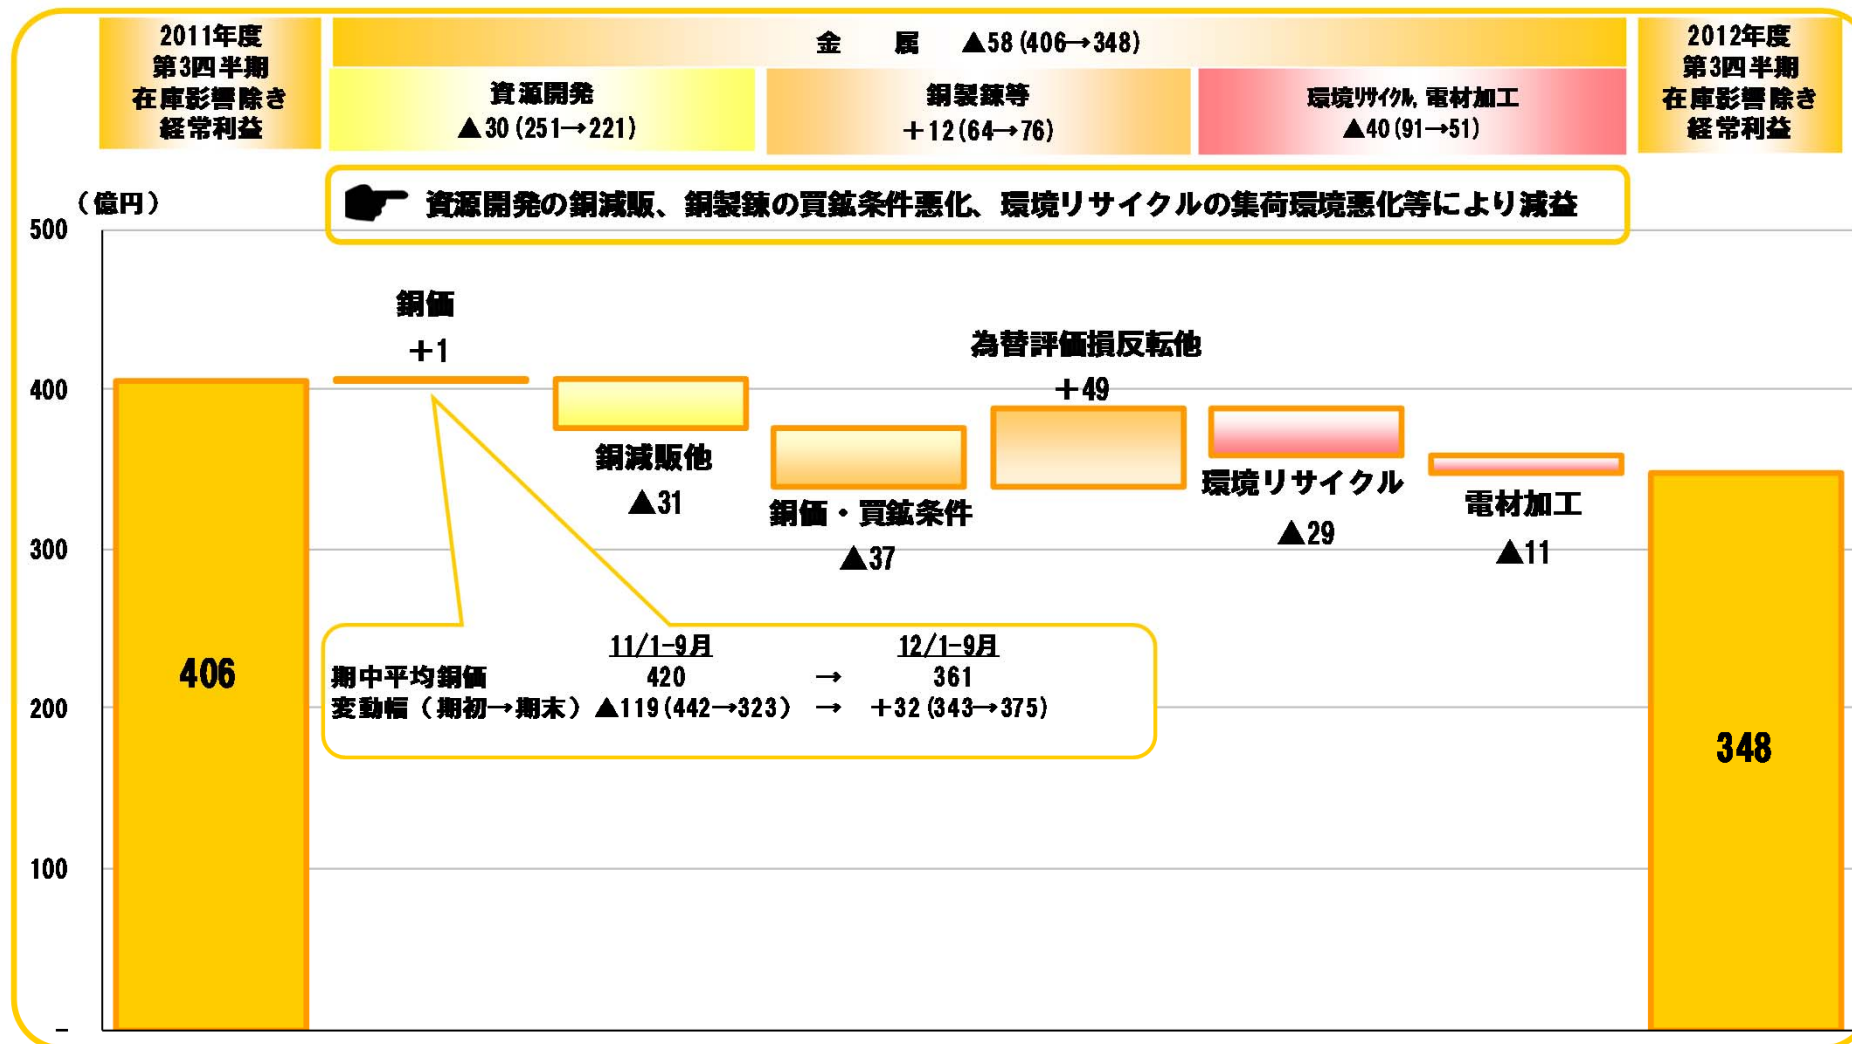 2011年度
第3四半期
在庫影響除き
経常利益
金　属　▲58(406→348)
資源開発
▲30(251→221)
銅製錬等
＋12(64→76)
環境ﾘｻｲｸﾙ,電材加工
▲40(91→51)
2012年度
第3四半期
在庫影響除き
経常利益
資源開発の銅減販、銅製錬の買鉱条件悪化、環境リサイクルの集荷環境悪化等により減益
（億円）
500
400
300
200
100
－
406
銅価
＋1
銅減販他
▲31
銅価・買鉱条件
▲37
為替評価損反転他
＋49
環境リサイクル
▲29
電材加工
▲11
348
11/1-9月　12/1-9月
期中平均銅価　420　→　361
変動幅（期初→期末）▲119(442→323)　→　＋32(343→375)